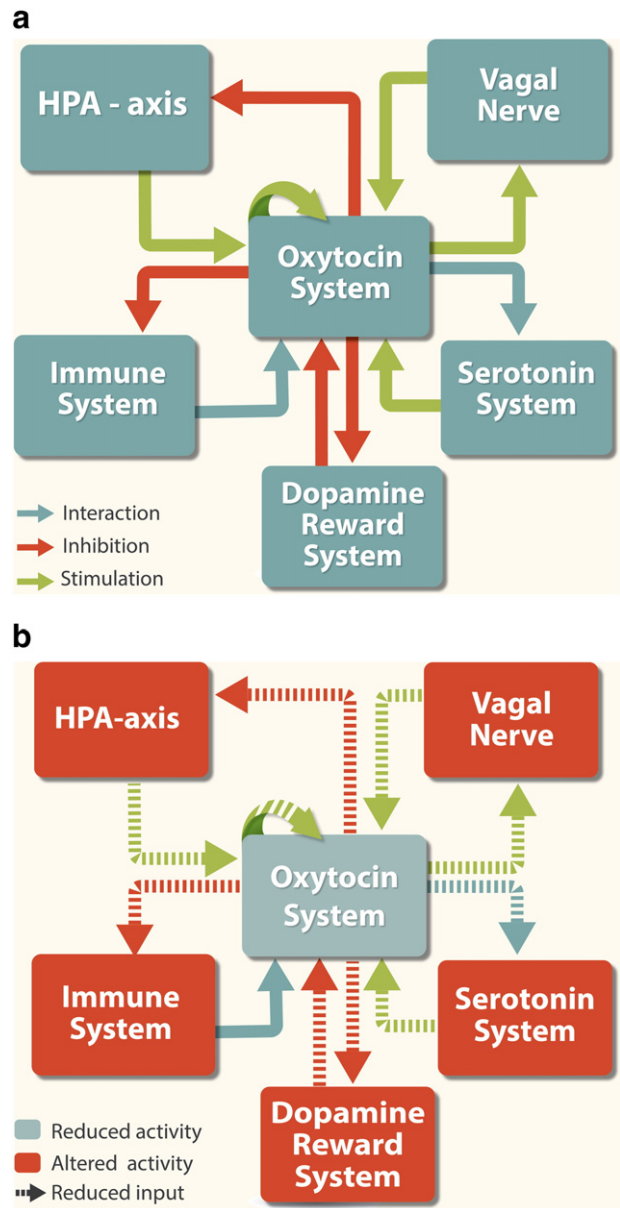 a
HPA - axis
Vagal
Nerve
Oxytocin
System
Immune
System
Serotonin
System
Dopamine
Reward
System
Interaction
Inhibition
Stimulation
b
HPA-axis
Vagal
Nerve
Oxytocin
System
Immune
System
Serotonin
System
Dopamine
Reward
System
Reduced activity
Altered activity
Reduced input